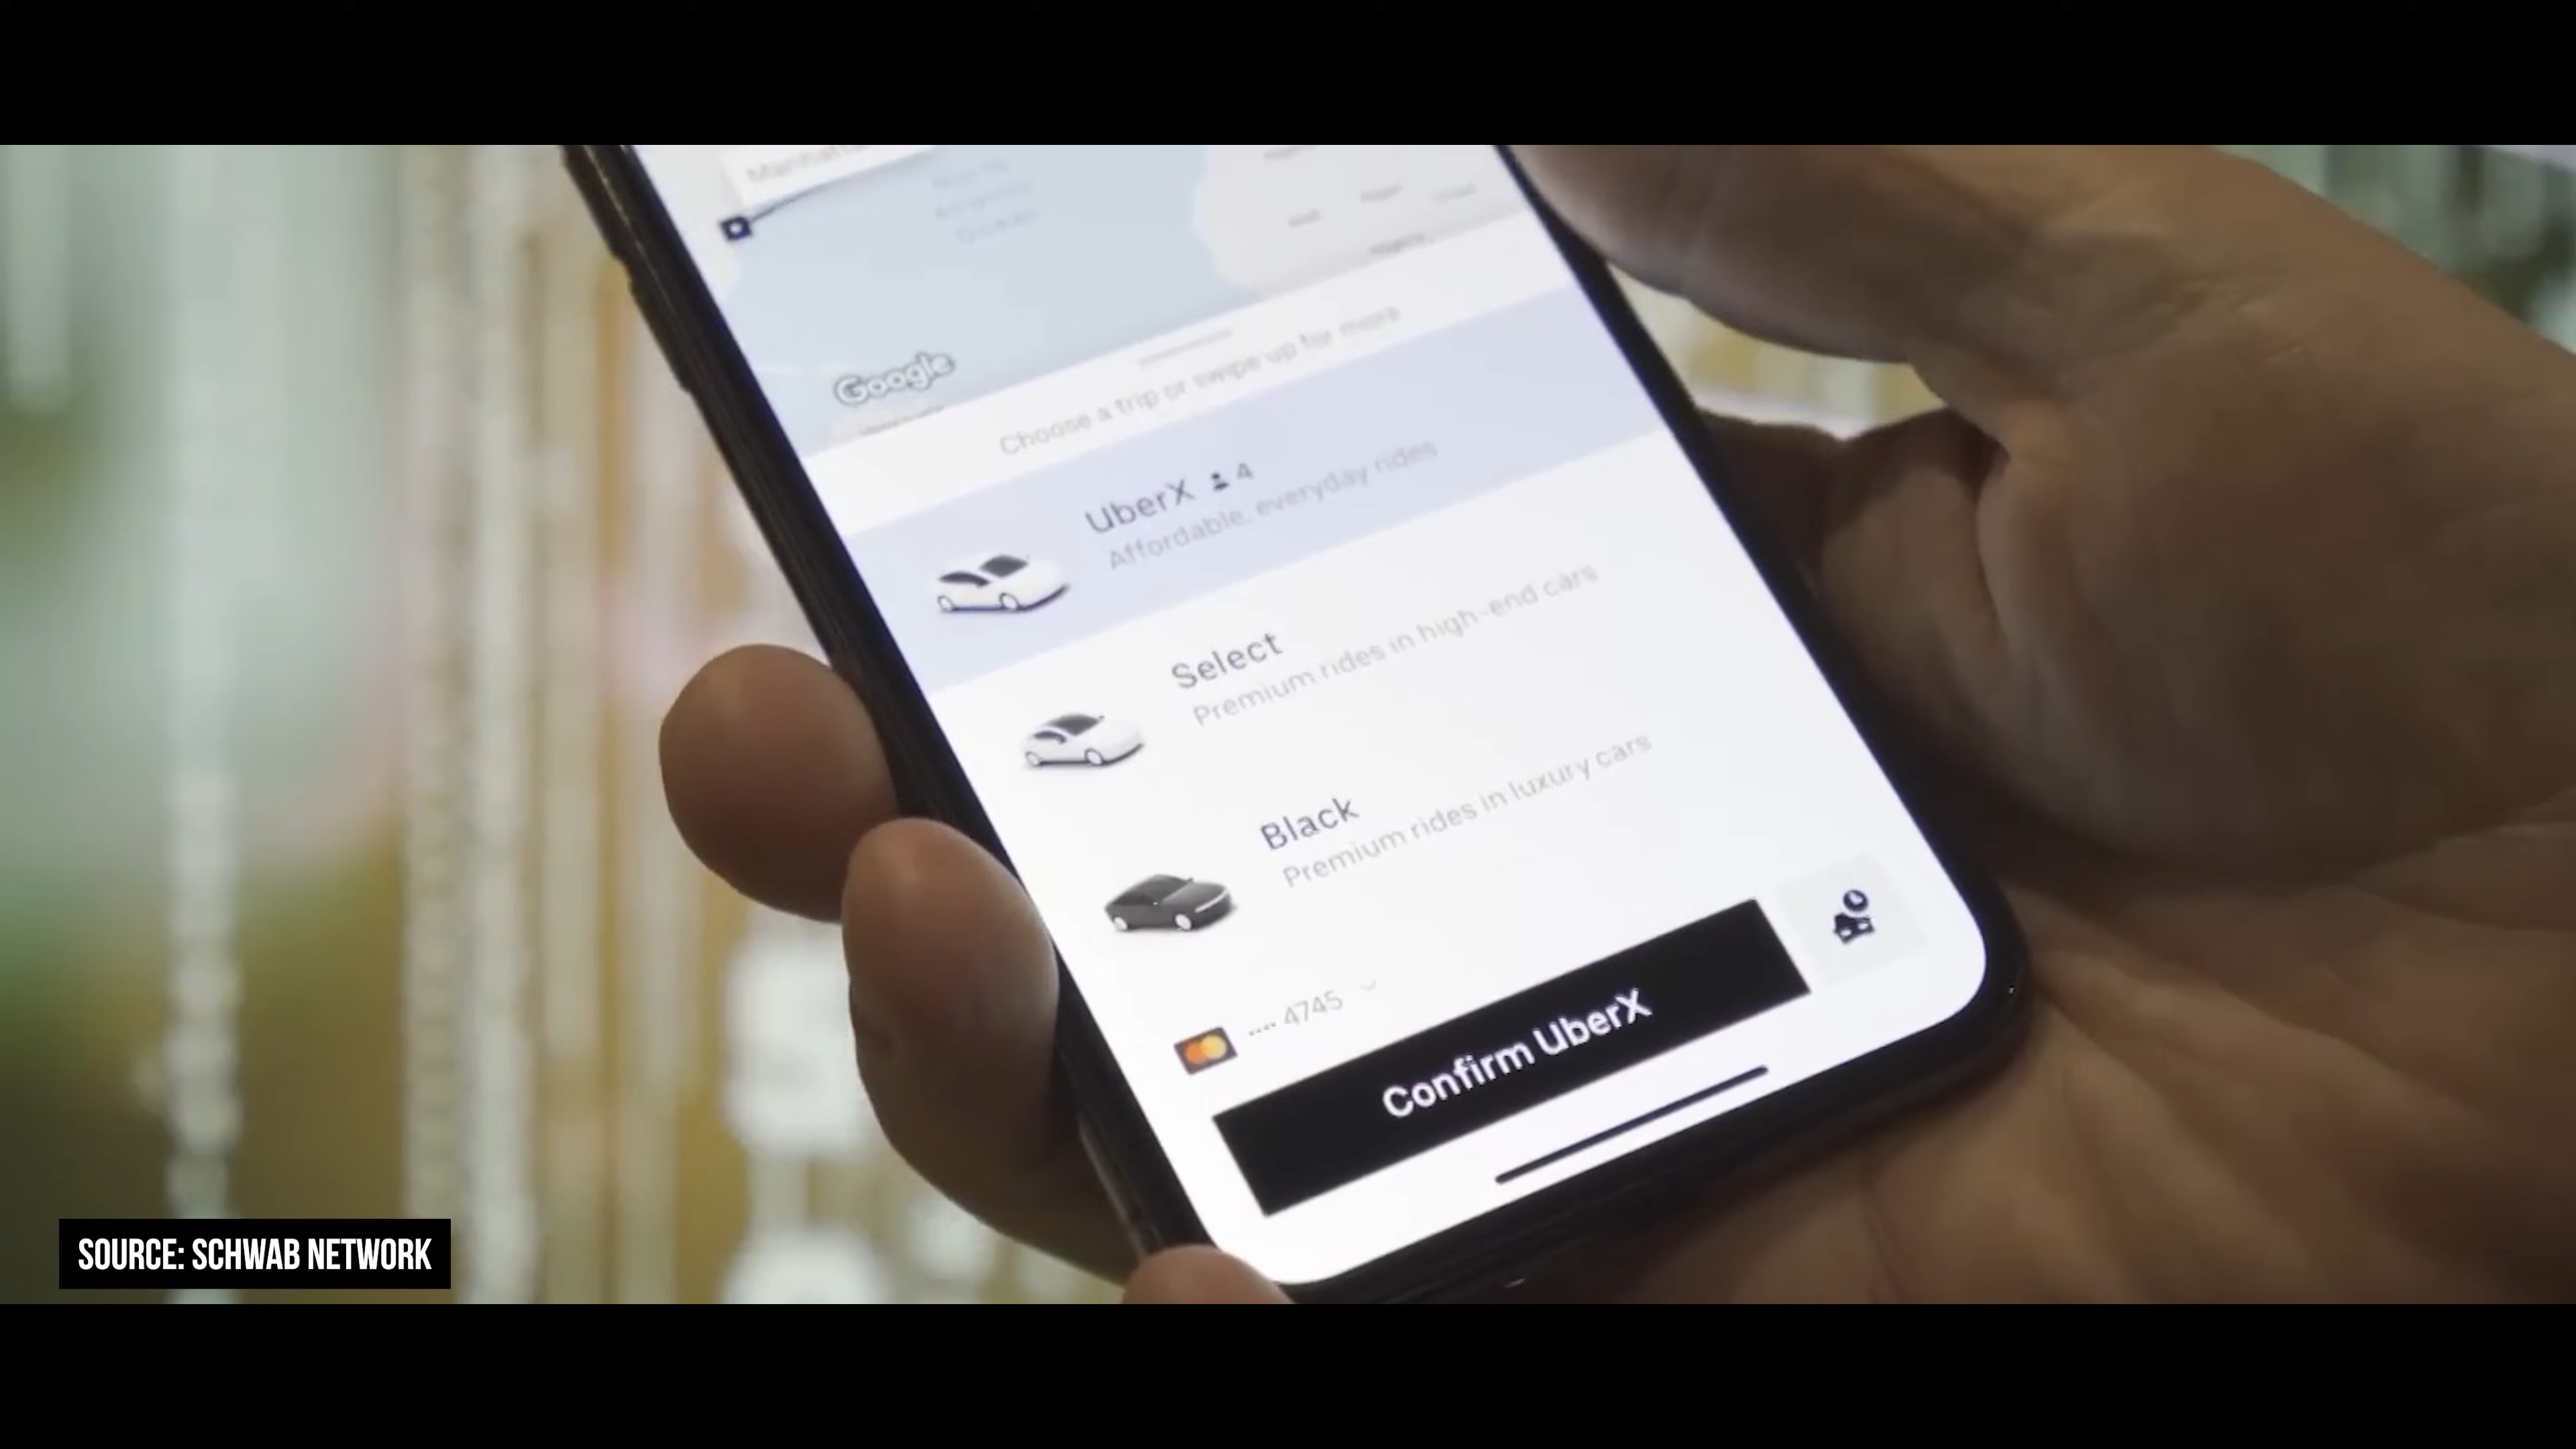 Google
Choose a trip or swipe up for more
UberX 4
Affordable, everyday rides
Select
Premium rides in high-end cars
Black
Premium rides in luxury cars
···· 4745
Confirm UberX
SOURCE: SCHWAB NETWORK